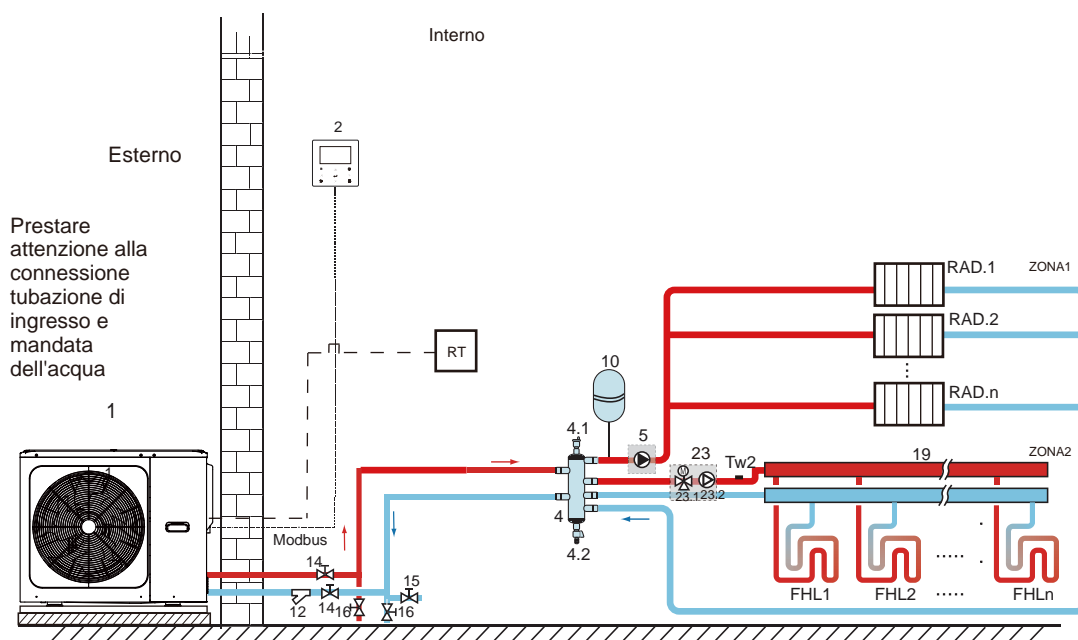 Interno
2
Esterno
Prestare
attenzione alla
connessione
tubazione di
ingresso e
mandata
dell'acqua
1
1
RT
Modbus
14
12
14
16
16
15
10
4.1
5
4
4.2
23
M
23.1
23.2
Tw2
RAD.1
ZONA1
RAD.2
RAD.n
19
ZONA2
FHL1
FHL2
FHLn